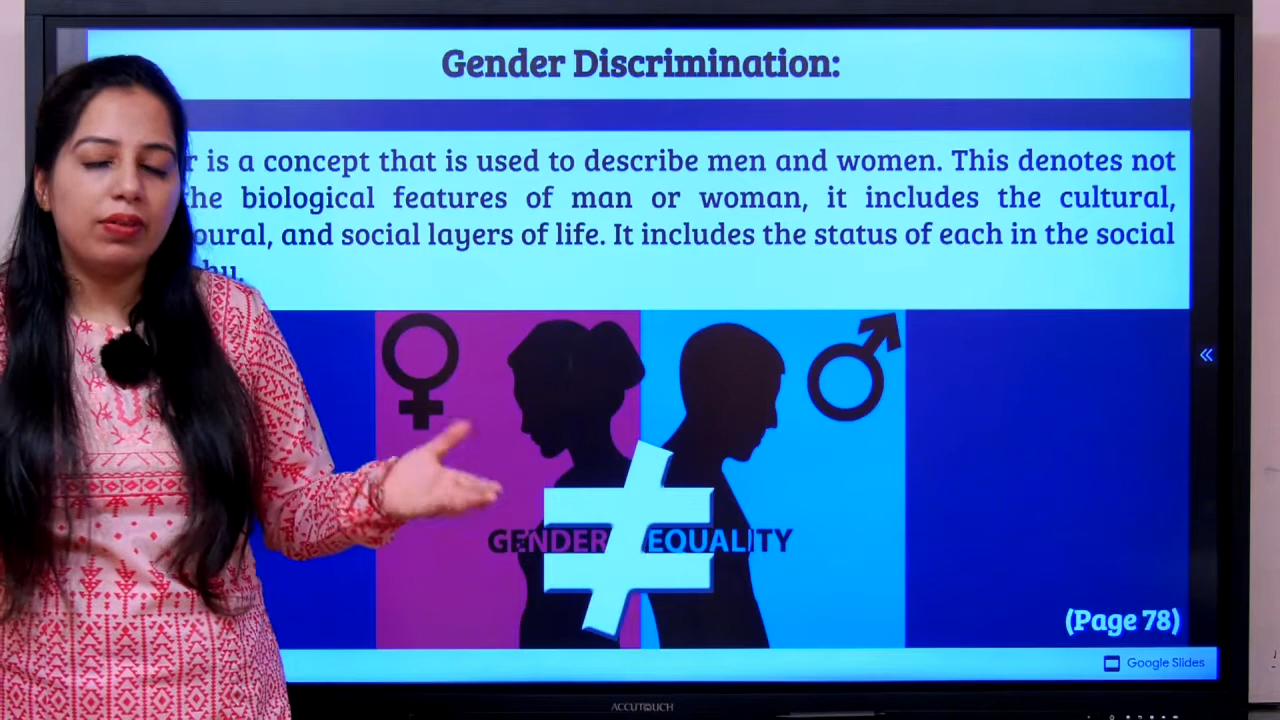 Gender Discrimination:
r is a concept that is used to describe men and women. This denotes not
he biological features of man or woman, it includes the cultural,
oural, and social layers of life. It includes the status of each in the social
hy.
GENDER EQUALITY
(Page 78)
Google Slides
ACCUTOUCH